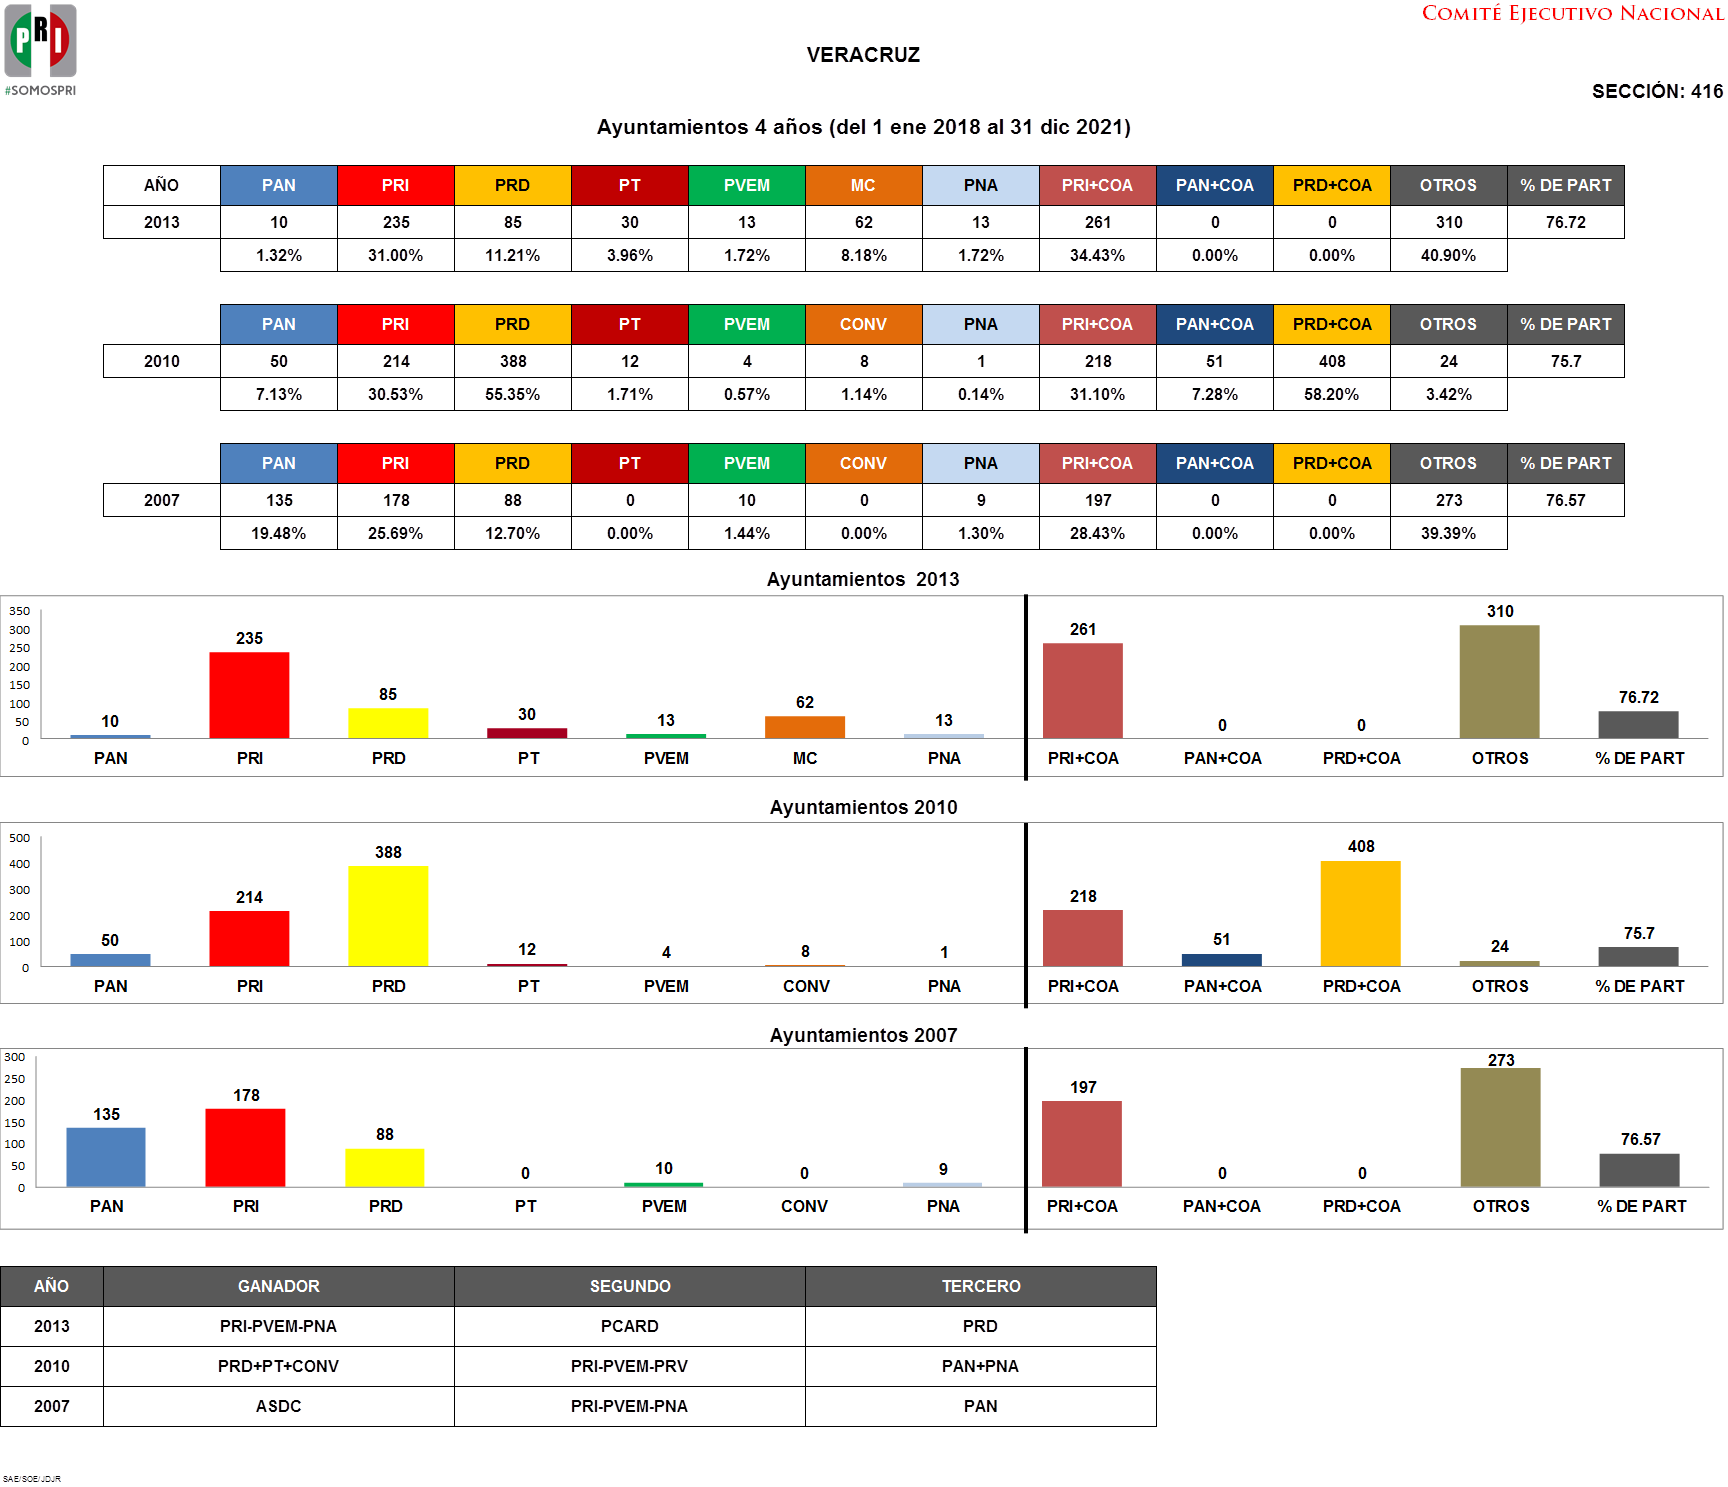 COMITÉ EJECUTIVO NACIONAL
PRI
#SOMOSPRI
VERACRUZ
SECCIÓN: 416
Ayuntamientos 4 años (del 1 ene 2018 al 31 dic 2021)
AÑO PAN PRI PRD PT PVEM MC PNA PRI+COA PAN+COA PRD+COA OTROS % DE PART
2013 10 235 85 30 13 62 13 261 0 0 310 76.72
1.32% 31.00% 11.21% 3.96% 1.72% 8.18% 1.72% 34.43% 0.00% 0.00% 40.90%
PAN PRI PRD PT PVEM CONV PNA PRI+COA PAN+COA PRD+COA OTROS % DE PART
2010 50 214 388 12 4 8 1 218 51 408 24 75.7
7.13% 30.53% 55.35% 1.71% 0.57% 1.14% 0.14% 31.10% 7.28% 58.20% 3.42%
PAN PRI PRD PT PVEM CONV PNA PRI+COA PAN+COA PRD+COA OTROS % DE PART
2007 135 178 88 0 10 0 9 197 0 0 273 76.57
19.48% 25.69% 12.70% 0.00% 1.44% 0.00% 1.30% 28.43% 0.00% 0.00% 39.39%
Ayuntamientos 2013
350
300
250
200
150
100
50
0
10 235 85 30 13 62 13 261 0 0 310 76.72
PAN PRI PRD PT PVEM MC PNA PRI+COA PAN+COA PRD+COA OTROS % DE PART
Ayuntamientos 2010
500
400
300
200
100
0
50 214 388 12 4 8 1 218 51 408 24 75.7
PAN PRI PRD PT PVEM CONV PNA PRI+COA PAN+COA PRD+COA OTROS % DE PART
Ayuntamientos 2007
300
250
200
150
100
50
0
135 178 88 0 10 0 9 197 0 0 273 76.57
PAN PRI PRD PT PVEM CONV PNA PRI+COA PAN+COA PRD+COA OTROS % DE PART
AÑO GANADOR SEGUNDO TERCERO
2013 PRI-PVEM-PNA PCARD PRD
2010 PRD+PT+CONV PRI-PVEM-PRV PAN+PNA
2007 ASDC PRI-PVEM-PNA PAN
SAE/SOE/JDJR